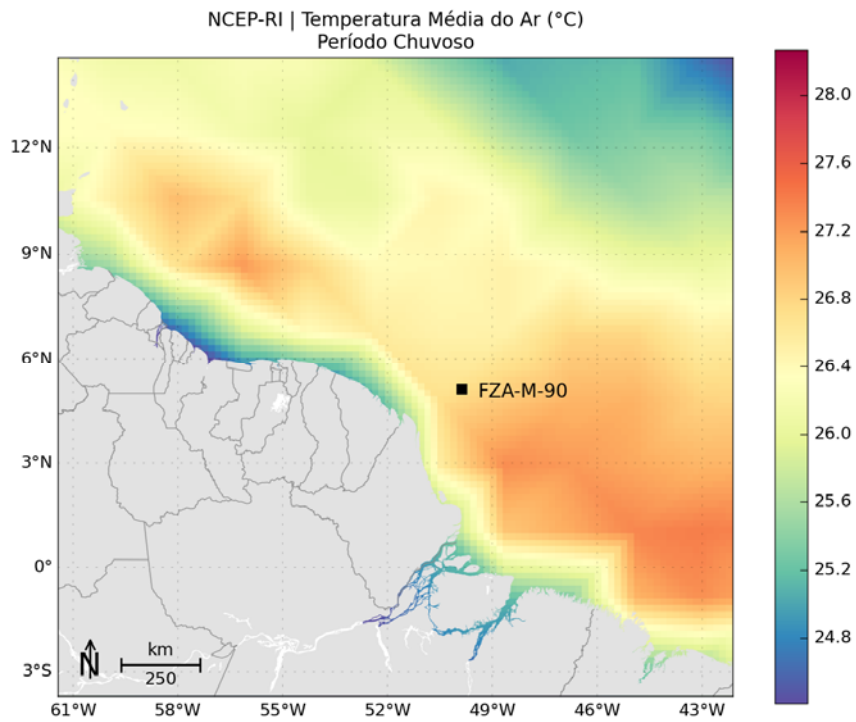 NCEP-RI | Temperatura Média do Ar (°C)
Período Chuvoso
28.0
27.6
27.2
26.8
26.4
26.0
25.6
25.2
24.8
12°N
9°N
6°N
3°N
0°
3°S
FZA-M-90
N
km
250
61°W 58°W 55°W 52°W 49°W 46°W 43°W